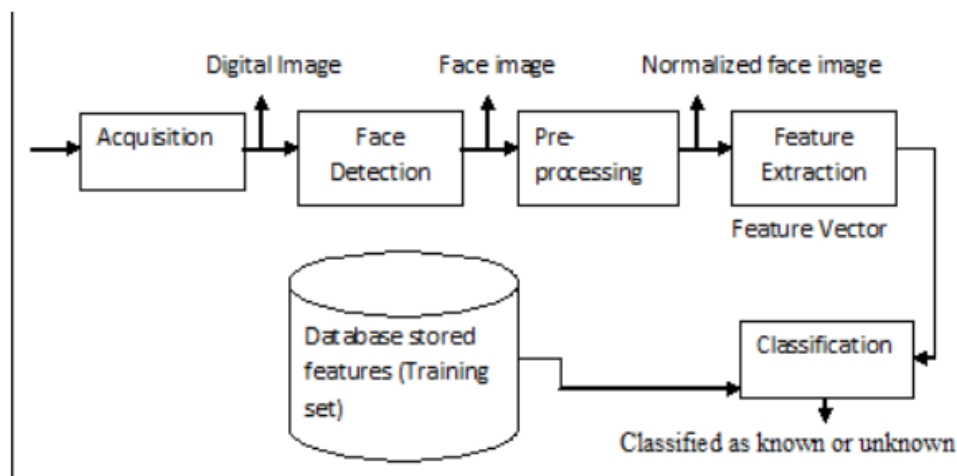 Digital Image
Face image
Normalized face image
Acquisition
Face
Detection
Pre-
processing
Feature
Extraction
Feature Vector
Database stored
features (Training
set)
Classification
Classified as known or unknown